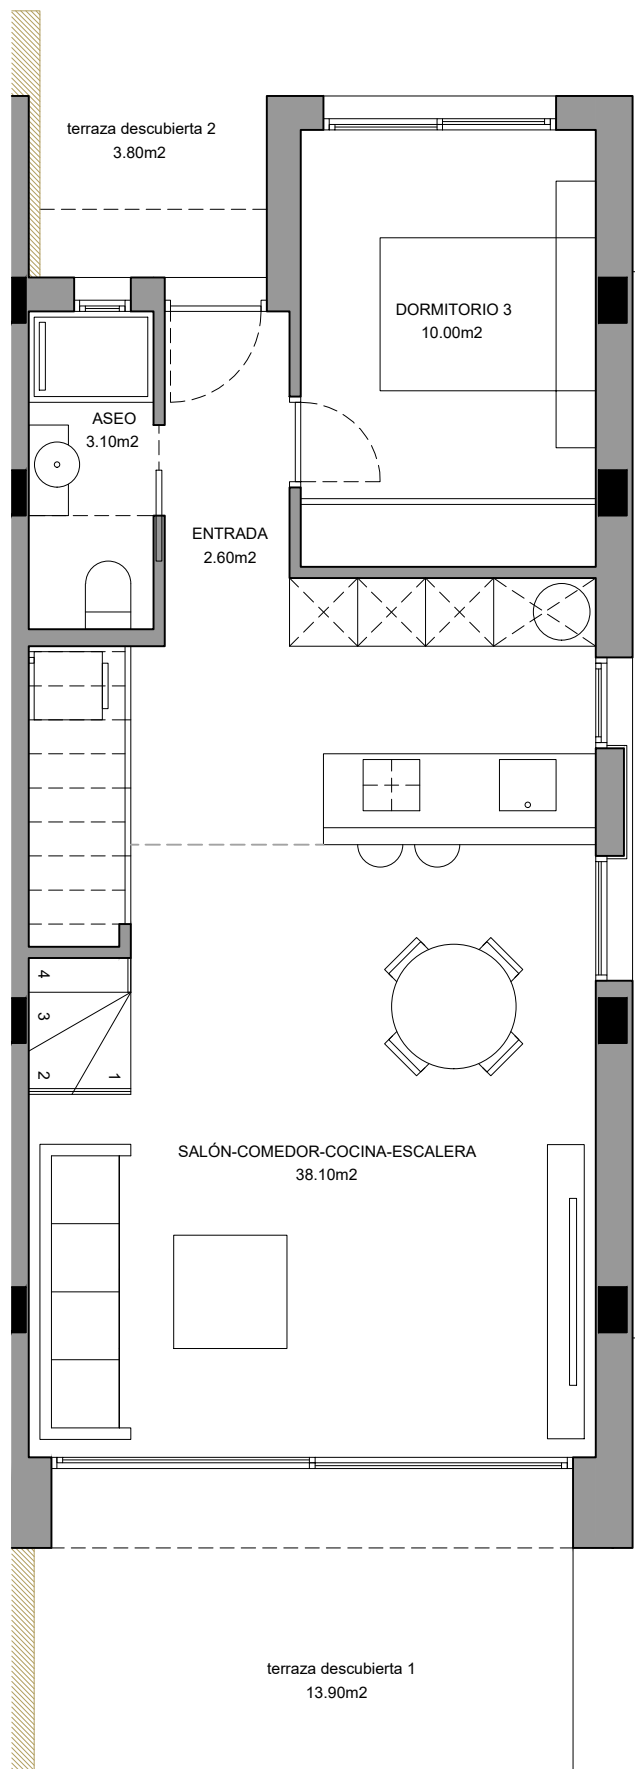 terraza descubierta 2
3.80m2
DORMITORIO 3
10.00m2
ASEO
3.10m2
ENTRADA
2.60m2
4
3
2
1
SALÓN-COMEDOR-COCINA-ESCALERA
38.10m2
terraza descubierta 1
13.90m2